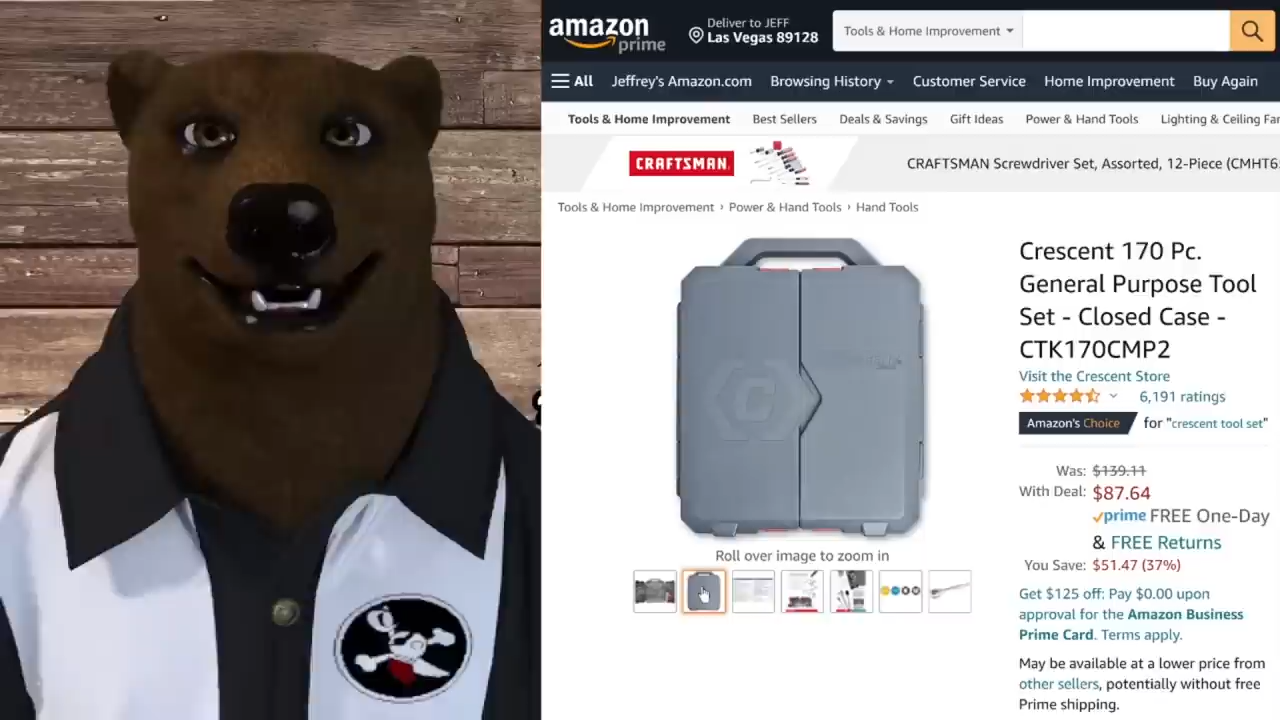 amazon
prime
Deliver to JEFF
Las Vegas 89128
Tools & Home Improvement
All
Jeffrey's Amazon.com
Browsing History
Customer Service
Home Improvement
Buy Again
Tools & Home Improvement
Best Sellers
Deals & Savings
Gift Ideas
Power & Hand Tools
Lighting & Ceiling Fan
CRAFTSMAN
CRAFTSMAN Screwdriver Set, Assorted, 12-Piece (CMHT6
Tools & Home Improvement › Power & Hand Tools › Hand Tools
C
Crescent 170 Pc.
General Purpose Tool
Set - Closed Case -
CTK170CMP2
Visit the Crescent Store
6,191 ratings
Amazon's Choice for "crescent tool set"
Was: $139.11
With Deal: $87.64
prime FREE One-Day
& FREE Returns
You Save: $51.47 (37%)
Get $125 off: Pay $0.00 upon
approval for the Amazon Business
Prime Card. Terms apply.
May be available at a lower price from
other sellers, potentially without free
Prime shipping.
Roll over image to zoom in